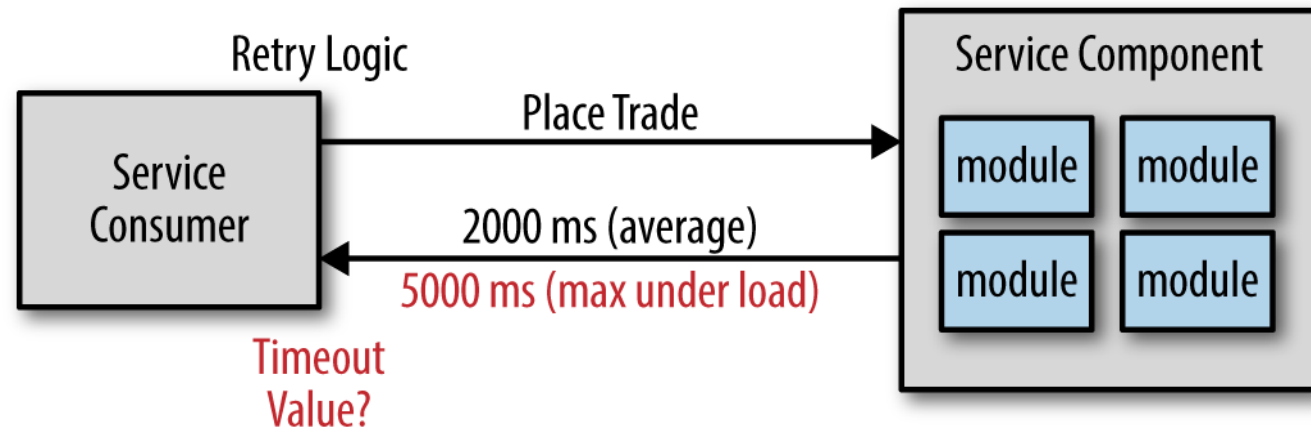 Retry Logic
Service Component
Place Trade
Service
Consumer
module
module
2000 ms (average)
5000 ms (max under load)
module
module
Timeout
Value?